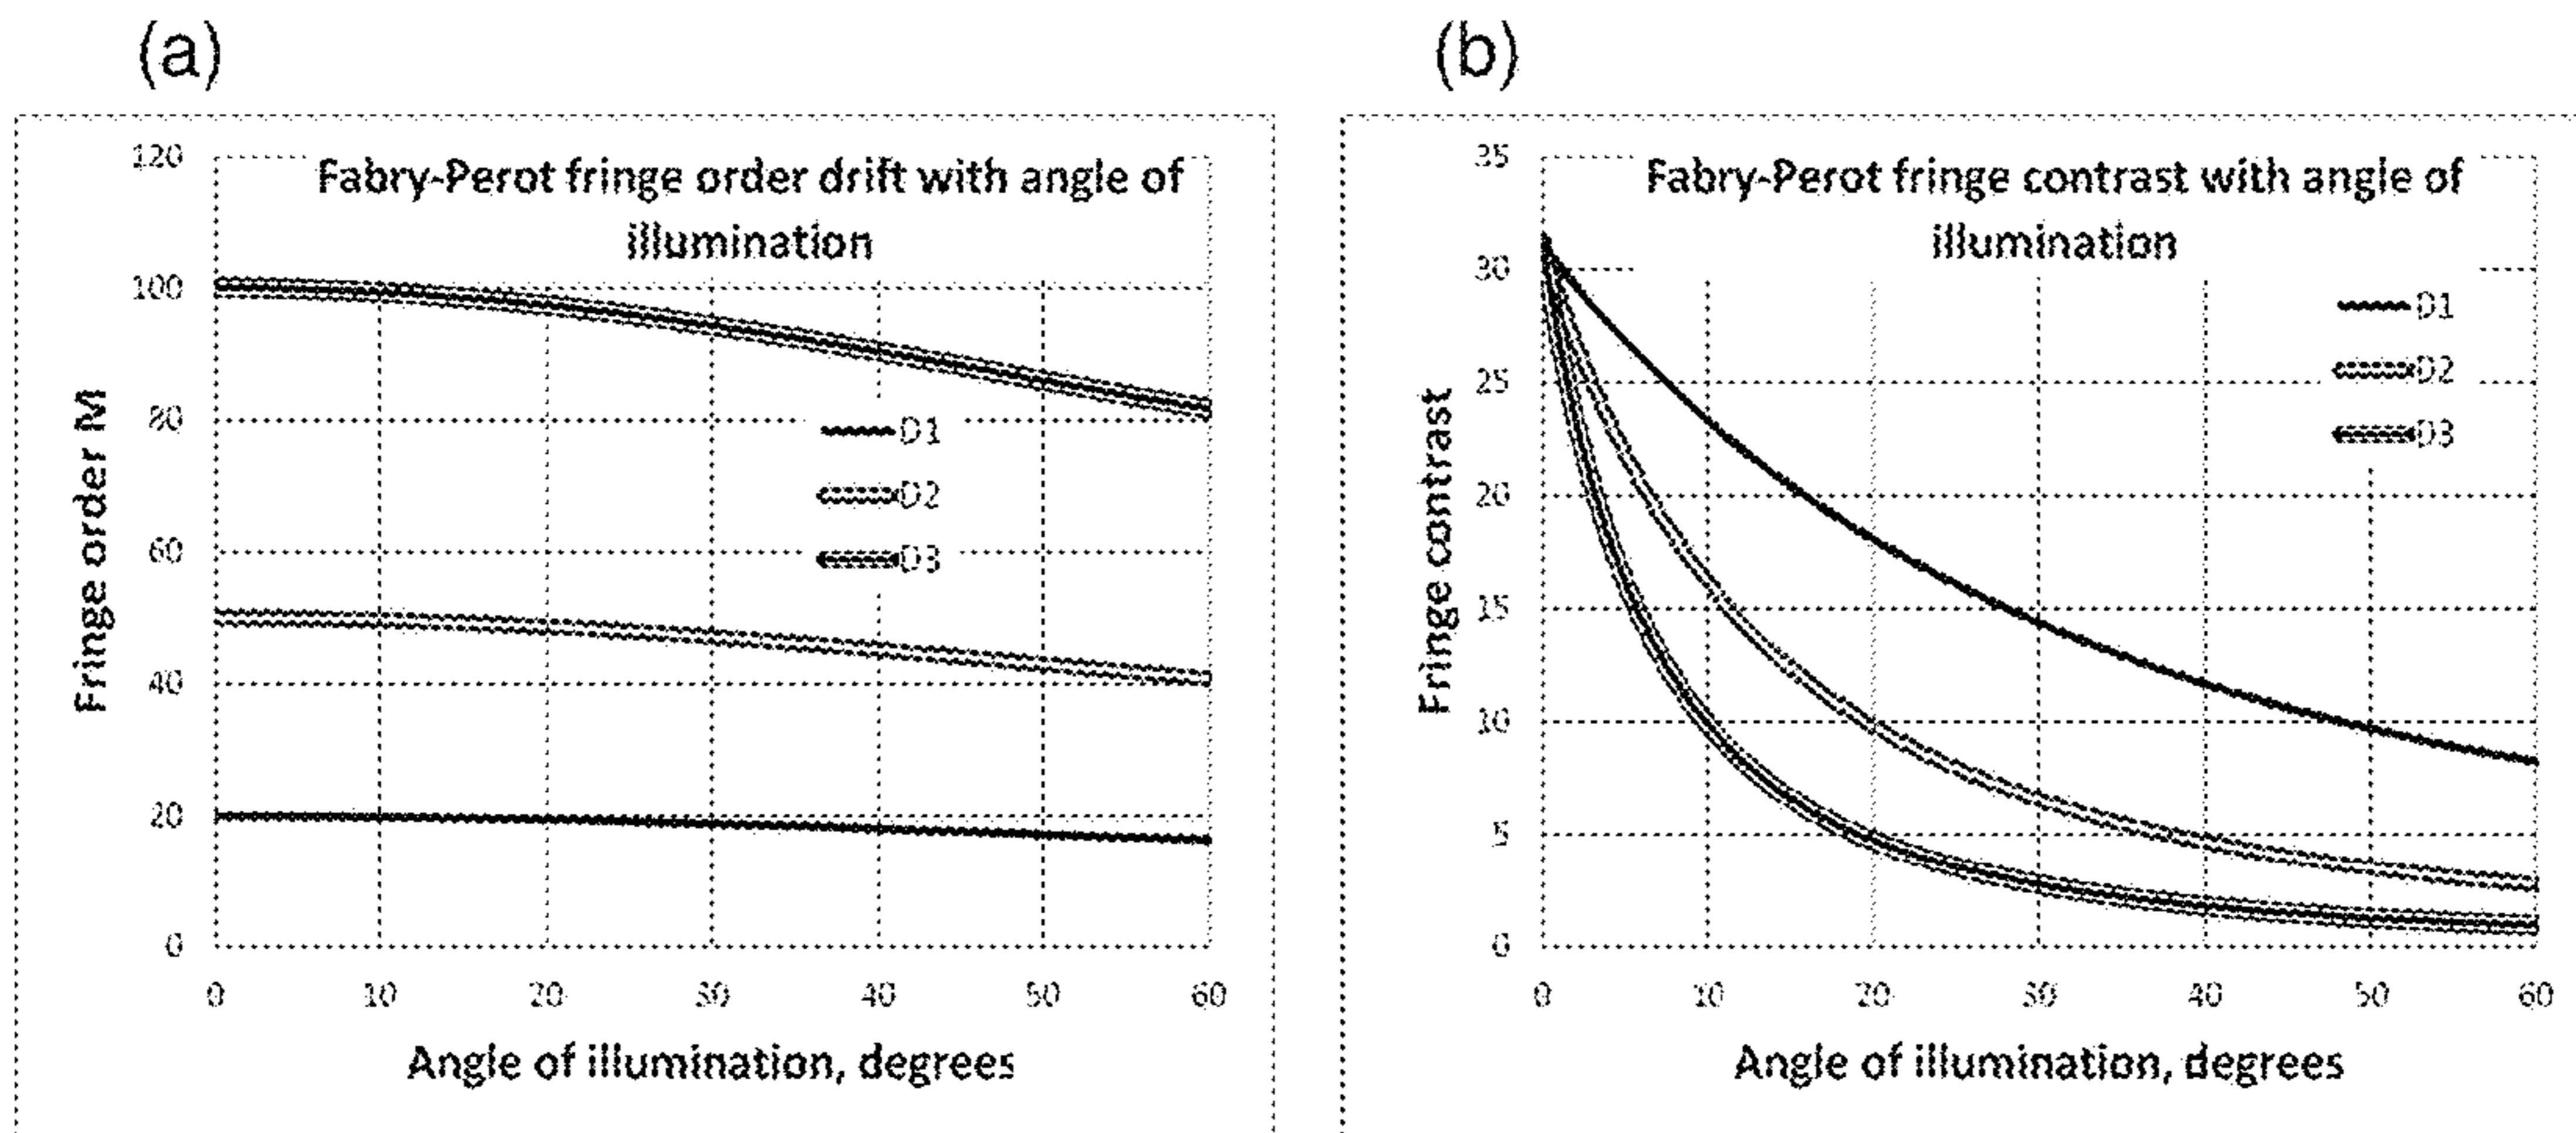 (a)
Fabry-Perot fringe order drift with angle of
illumination
Fringe order M
120
100
80
60
40
20
0
D1
D2
D3
0 10 20 30 40 50 60
Angle of illumination, degrees
(b)
Fabry-Perot fringe contrast with angle of
illumination
Fringe contrast
35
30
25
20
15
10
5
0
D1
D2
D3
0 10 20 30 40 50 60
Angle of illumination, degrees